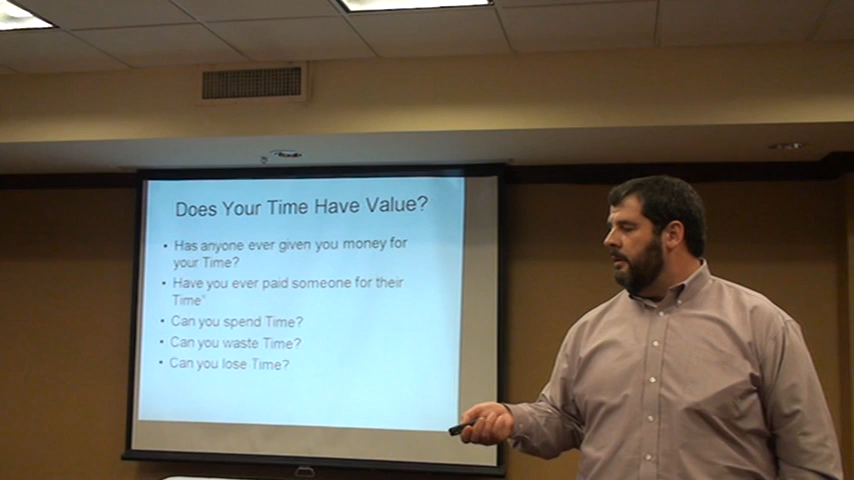 Does Your Time Have Value?
• Has anyone ever given you money for
your Time?
• Have you ever paid someone for their
Time?
• Can you spend Time?
• Can you waste Time?
• Can you lose Time?